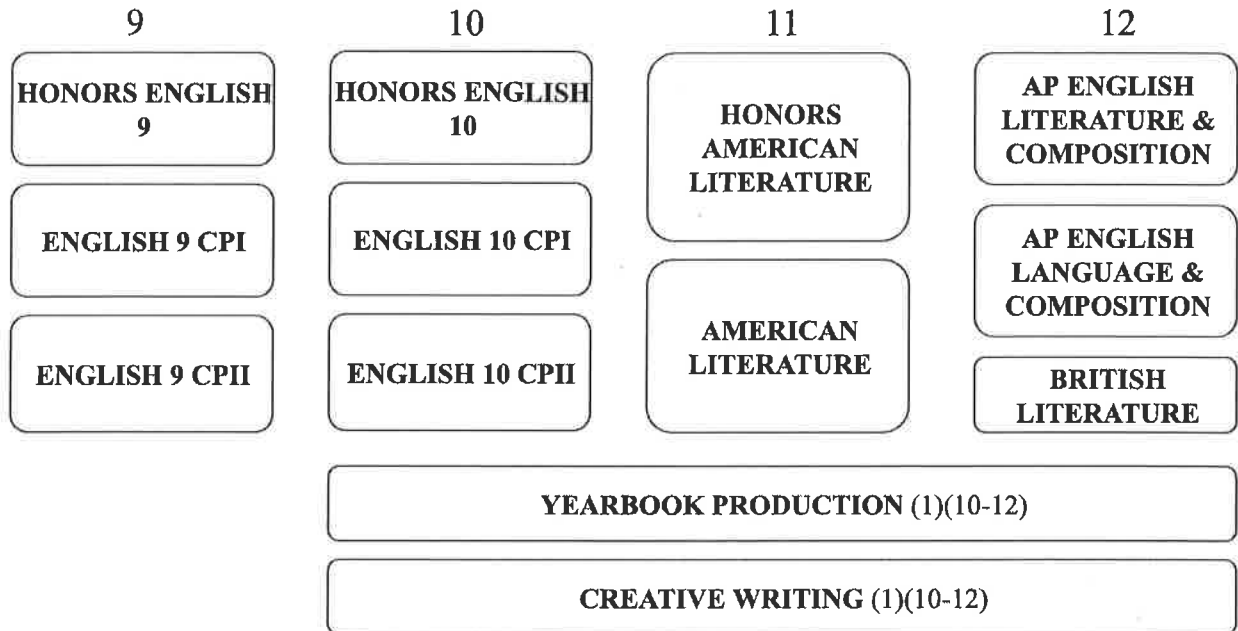 9
10
11
12
HONORS ENGLISH
9
ENGLISH 9 CPI
ENGLISH 9 CPII
HONORS ENGLISH
10
ENGLISH 10 CPI
ENGLISH 10 CPII
HONORS
AMERICAN
LITERATURE
AMERICAN
LITERATURE
AP ENGLISH
LITERATURE &
COMPOSITION
AP ENGLISH
LANGUAGE &
COMPOSITION
BRITISH
LITERATURE
YEARBOOK PRODUCTION (1)(10-12)
CREATIVE WRITING (1)(10-12)